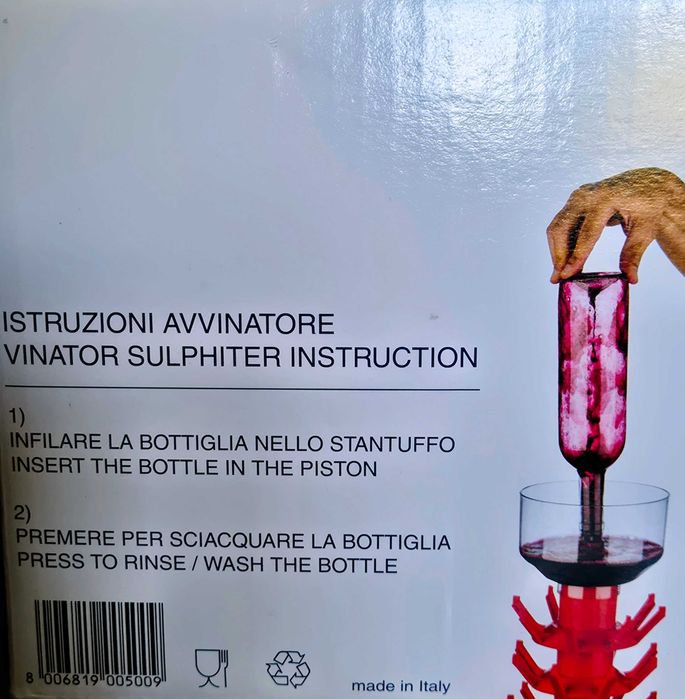 ISTRUZIONI AVVINATORE
VINATOR SULPHITER INSTRUCTION
1)
INFILARE LA BOTTIGLIA NELLO STANTUFFO
INSERT THE BOTTLE IN THE PISTON
2)
PREMERE PER SCIACQUARE LA BOTTIGLIA
PRESS TO RINSE / WASH THE BOTTLE
8 006819 005009
made in Italy